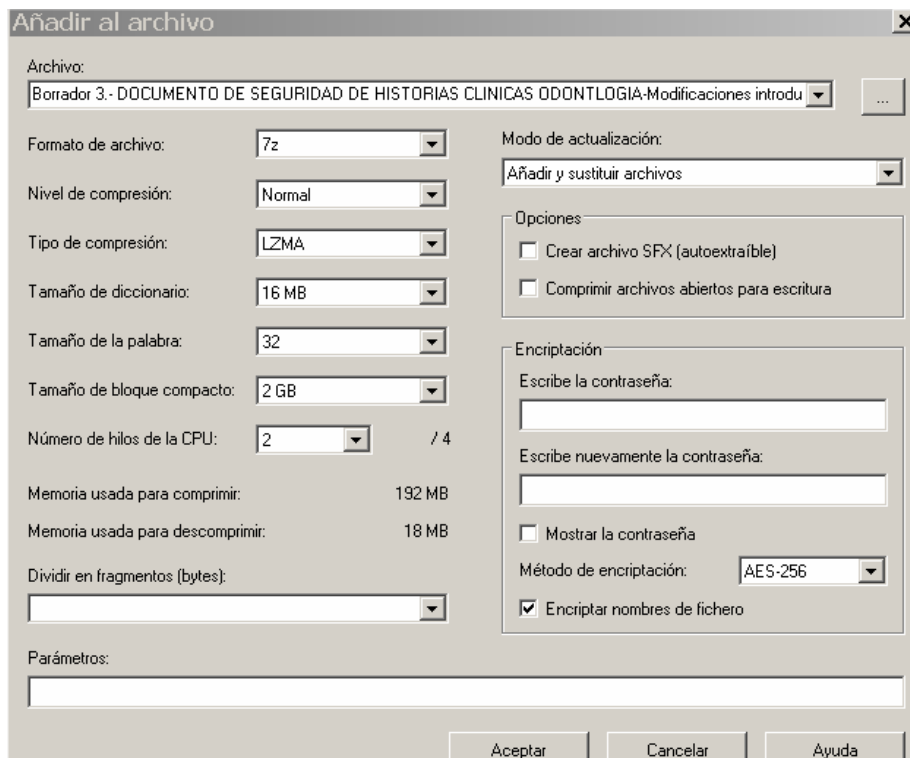 Añadir al archivo
Archivo:
Borrador 3.- DOCUMENTO DE SEGURIDAD DE HISTORIAS CLINICAS ODONTLOGIA-Modificaciones introdu
...
Formato de archivo:
7z
Nivel de compresión:
Normal
Tipo de compresión:
LZMA
Tamaño de diccionario:
16 MB
Tamaño de la palabra:
32
Tamaño de bloque compacto:
2 GB
Número de hilos de la CPU:
2
/ 4
Memoria usada para comprimir:
192 MB
Memoria usada para descomprimir:
18 MB
Dividir en fragmentos (bytes):
Modo de actualización:
Añadir y sustituir archivos
Opciones
Crear archivo SFX (autoextraíble)
Comprimir archivos abiertos para escritura
Encriptación
Escribe la contraseña:
Escribe nuevamente la contraseña:
Mostrar la contraseña
Método de encriptación:
AES-256
Encriptar nombres de fichero
Parámetros:
Aceptar
Cancelar
Ayuda